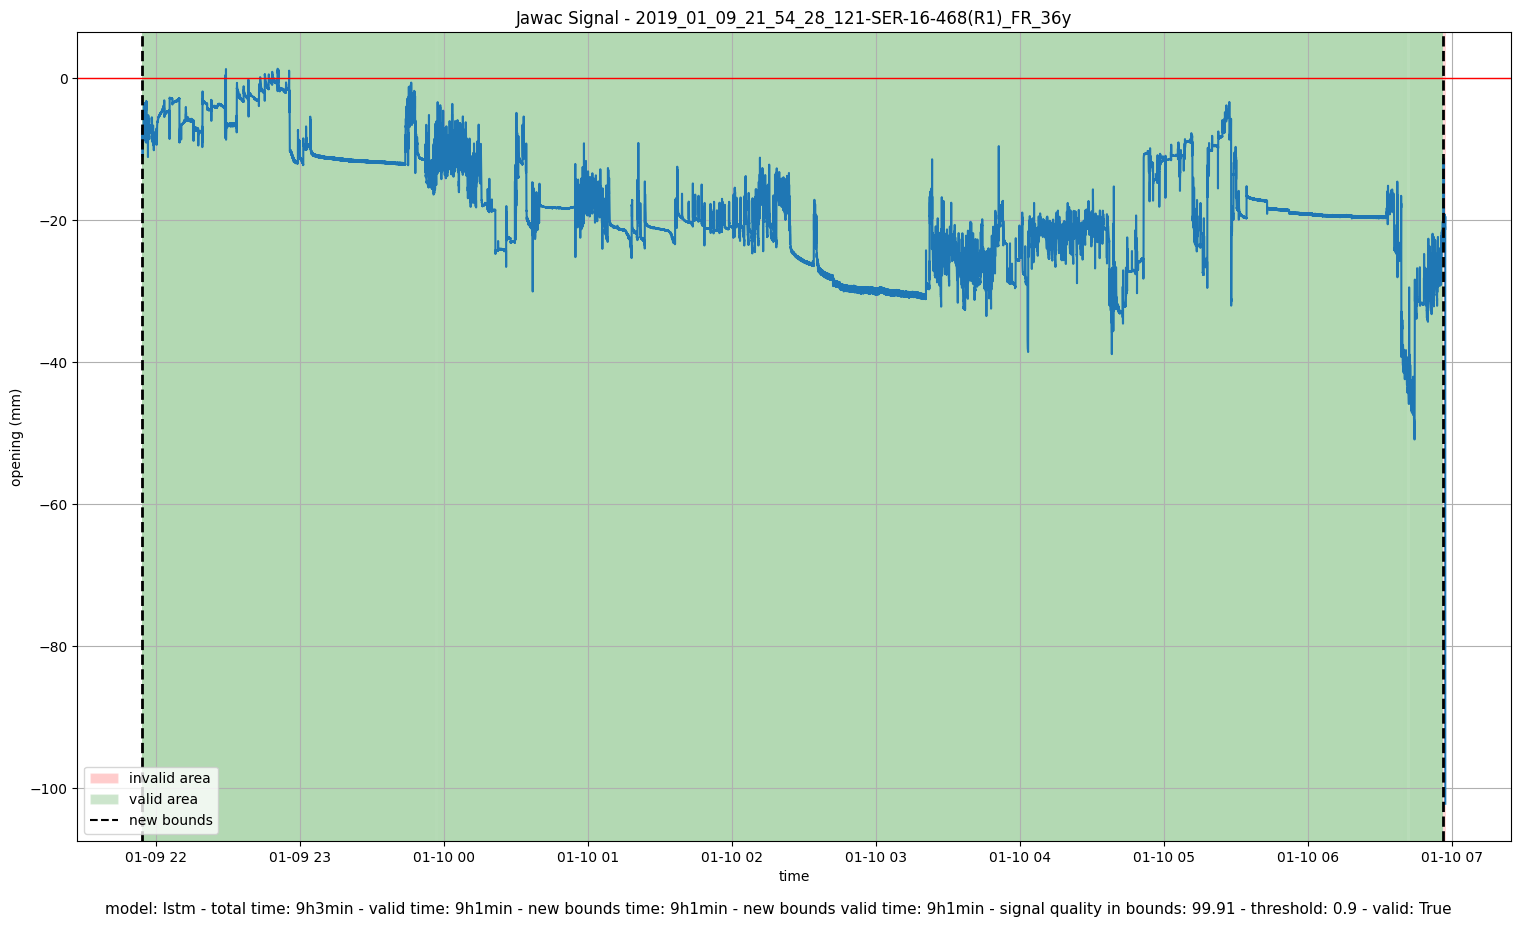 Jawac Signal - 2019_01_09_21_54_28_121-SER-16-468(R1)_FR_36y
opening (mm)
0
−20
−40
−60
−80
−100
invalid area
valid area
new bounds
01-09 22 01-09 23 01-10 00 01-10 01 01-10 02 01-10 03 01-10 04 01-10 05 01-10 06 01-10 07
time
model: lstm - total time: 9h3min - valid time: 9h1min - new bounds time: 9h1min - new bounds valid time: 9h1min - signal quality in bounds: 99.91 - threshold: 0.9 - valid: True